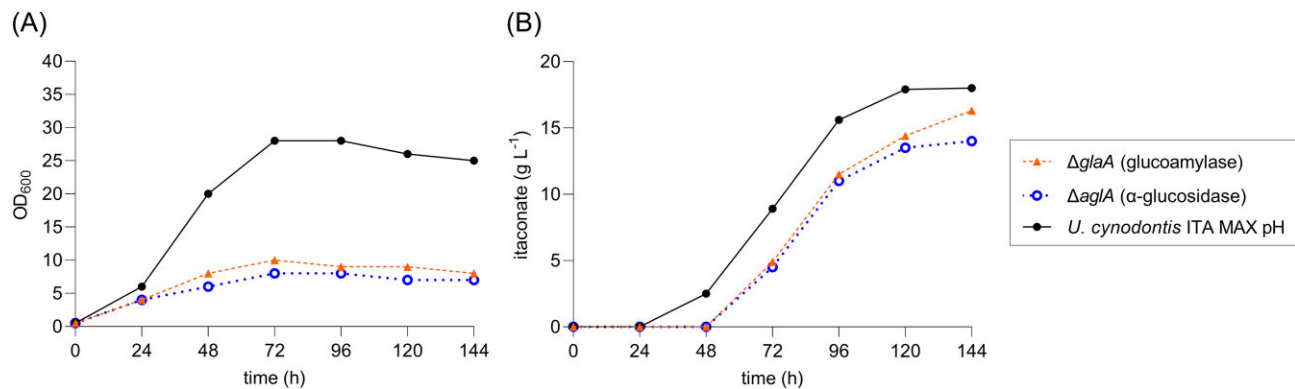 (A)
OD600
40
35
30
25
20
15
10
5
0
0 24 48 72 96 120 144
time (h)
(B)
itaconate (g L-1)
20
15
10
5
0
0 24 48 72 96 120 144
time (h)
ΔglaA (glucoamylase)
ΔaglA (α-glucosidase)
U. cynodontis ITA MAX pH